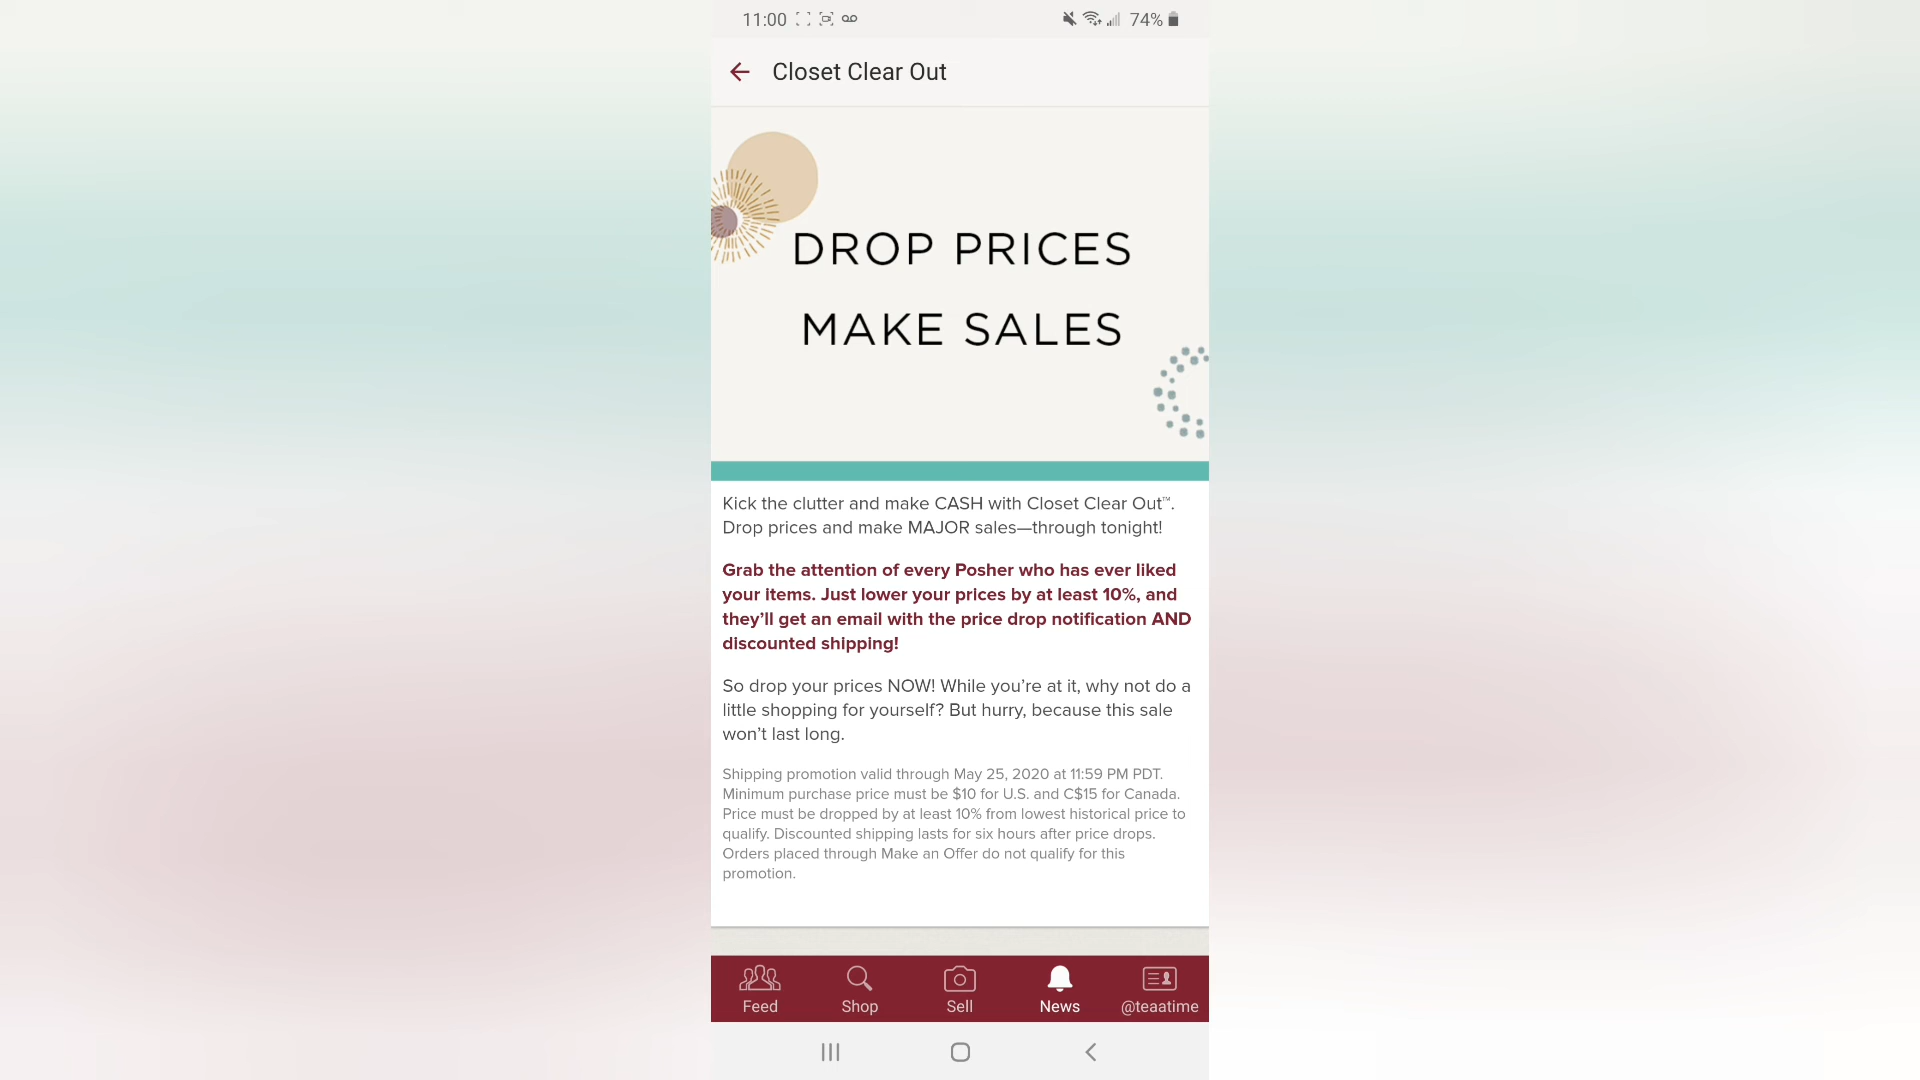 11:00 74%
Closet Clear Out
DROP PRICES
MAKE SALES
Kick the clutter and make CASH with Closet Clear Out™.
Drop prices and make MAJOR sales—through tonight!
Grab the attention of every Posher who has ever liked
your items. Just lower your prices by at least 10%, and
they’ll get an email with the price drop notification AND
discounted shipping!
So drop your prices NOW! While you’re at it, why not do a
little shopping for yourself? But hurry, because this sale
won’t last long.
Shipping promotion valid through May 25, 2020 at 11:59 PM PDT.
Minimum purchase price must be $10 for U.S. and C$15 for Canada.
Price must be dropped by at least 10% from lowest historical price to
qualify. Discounted shipping lasts for six hours after price drops.
Orders placed through Make an Offer do not qualify for this
promotion.
Feed Shop Sell News @teaatime